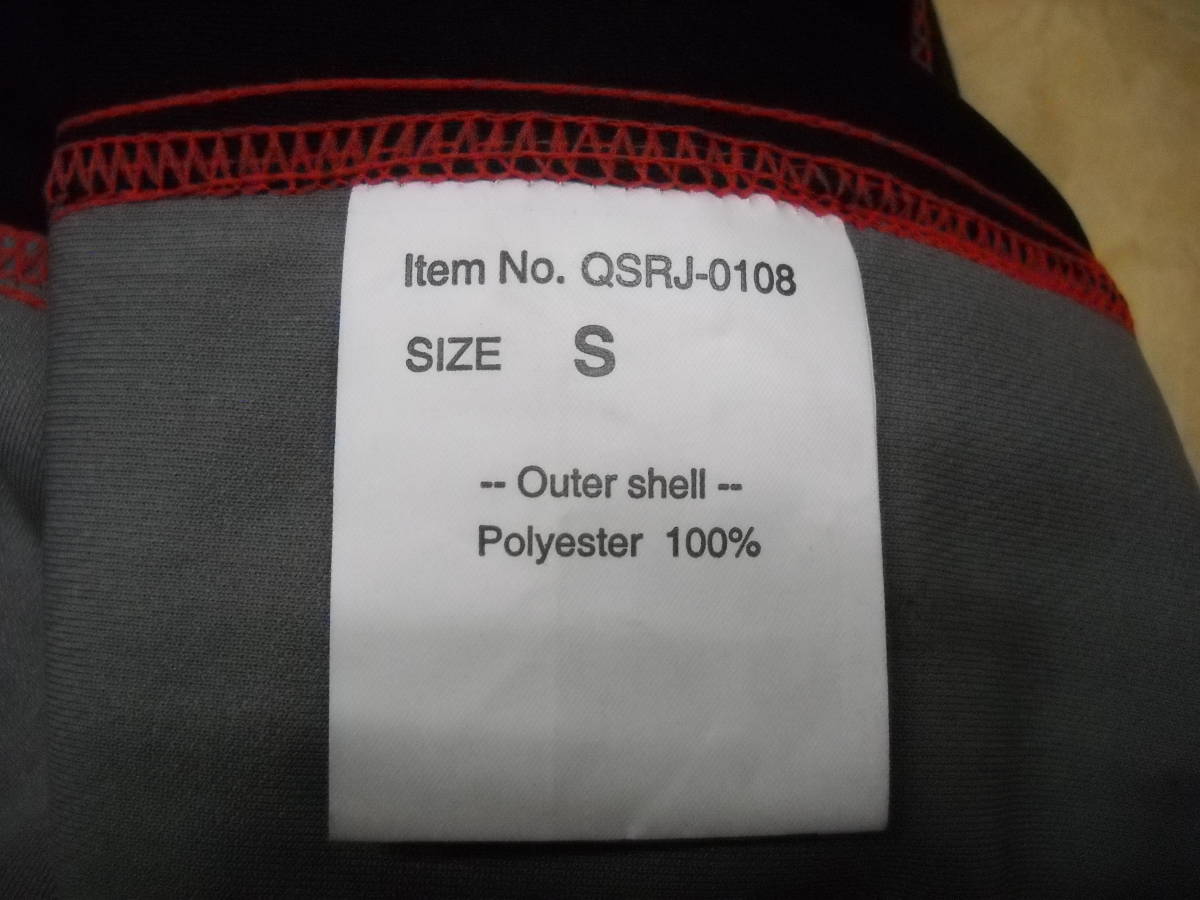 Item No. QSRJ-0108
SIZE S
-- Outer shell --
Polyester 100%